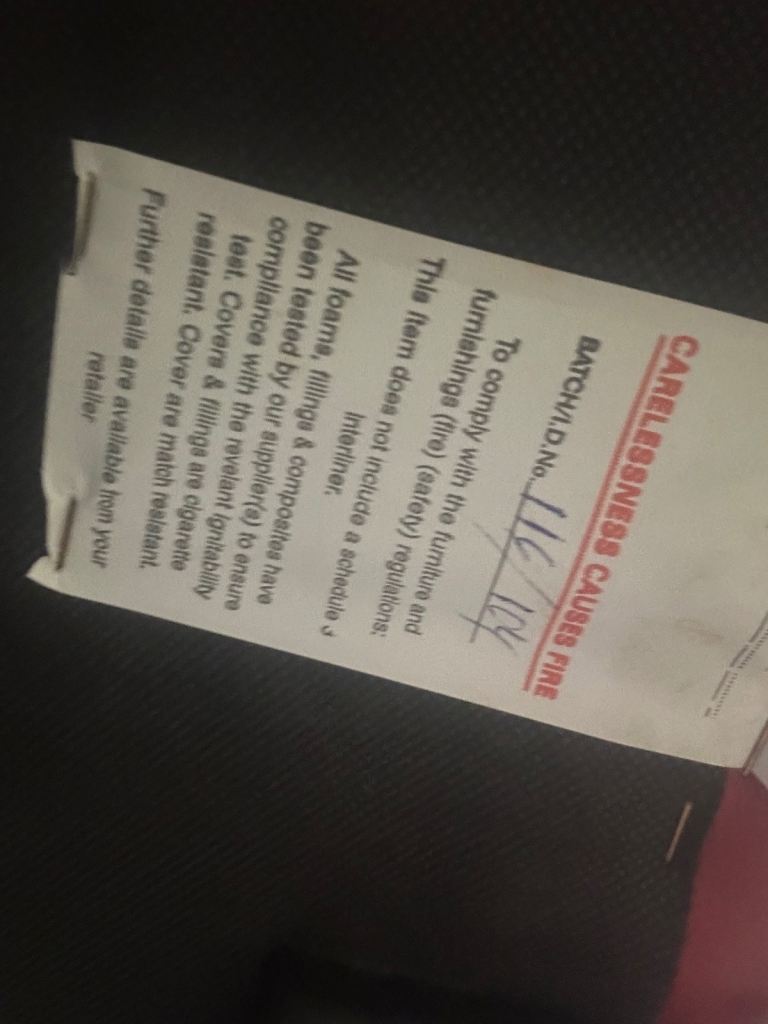 CARELESSNESS CAUSES FIRE
BATCH/I.D.No.. 116/104
To comply with the furniture and
furnishings (fire) (safety) regulations:
This item does not include a schedule 3
interliner.
All foams, fillings & composites have
been tested by our supplier(s) to ensure
compliance with the revelant ignitability
test. Covers & fillings are cigarette
resistant. Cover are match resistant.
Further details are available from your
retailer